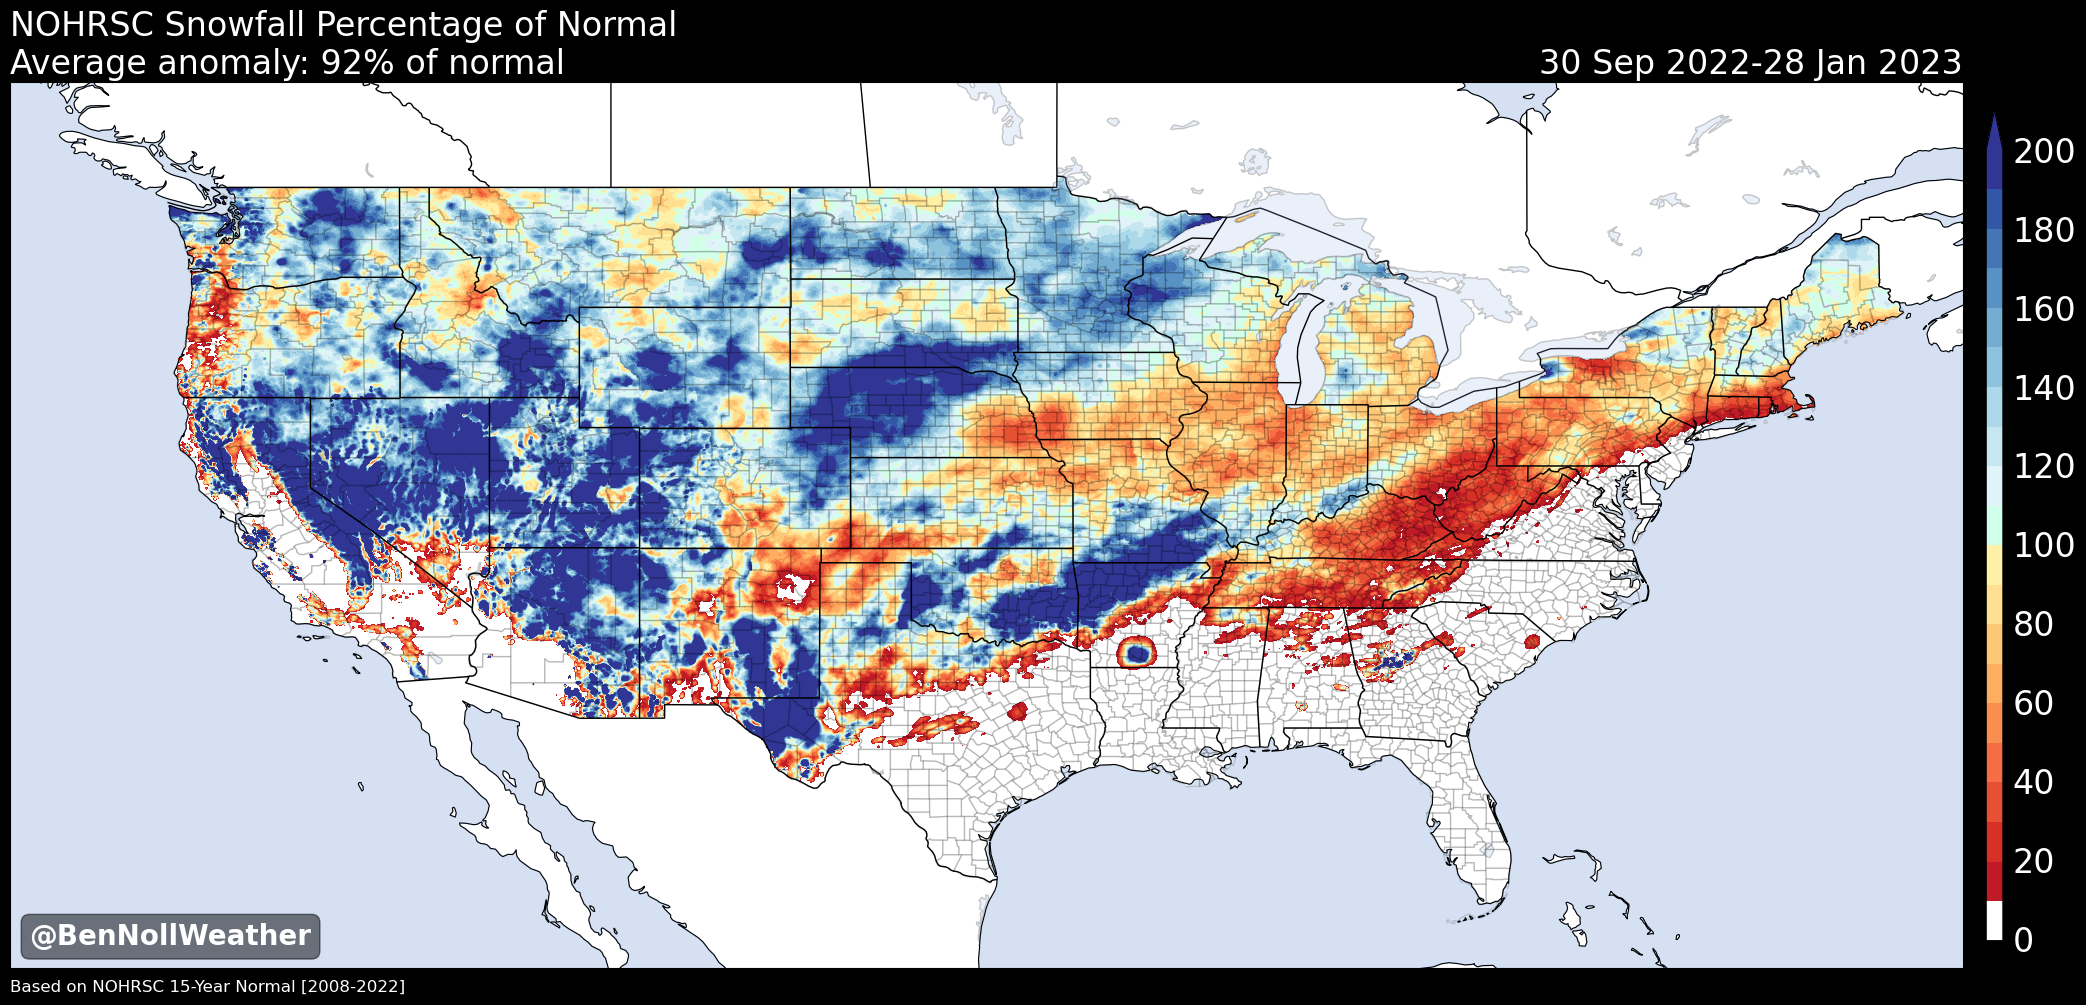 NOHRSC Snowfall Percentage of Normal
Average anomaly: 92% of normal
30 Sep 2022-28 Jan 2023
200
180
160
140
120
100
80
60
40
20
0
@BenNollWeather
Based on NOHRSC 15-Year Normal [2008-2022]